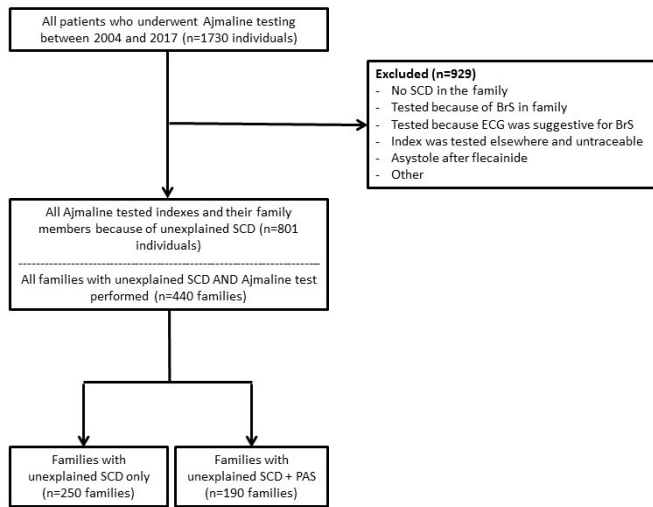 All patients who underwent Ajmaline testing
between 2004 and 2017 (n=1730 individuals)
Excluded (n=929)
- No SCD in the family
- Tested because of BrS in family
- Tested because ECG was suggestive for BrS
- Index was tested elsewhere and untraceable
- Asystole after flecainide
- Other
All Ajmaline tested indexes and their family
members because of unexplained SCD (n=801
individuals)
All families with unexplained SCD AND Ajmaline test
performed (n=440 families)
Families with
unexplained SCD only
(n=250 families)
Families with
unexplained SCD + PAS
(n=190 families)